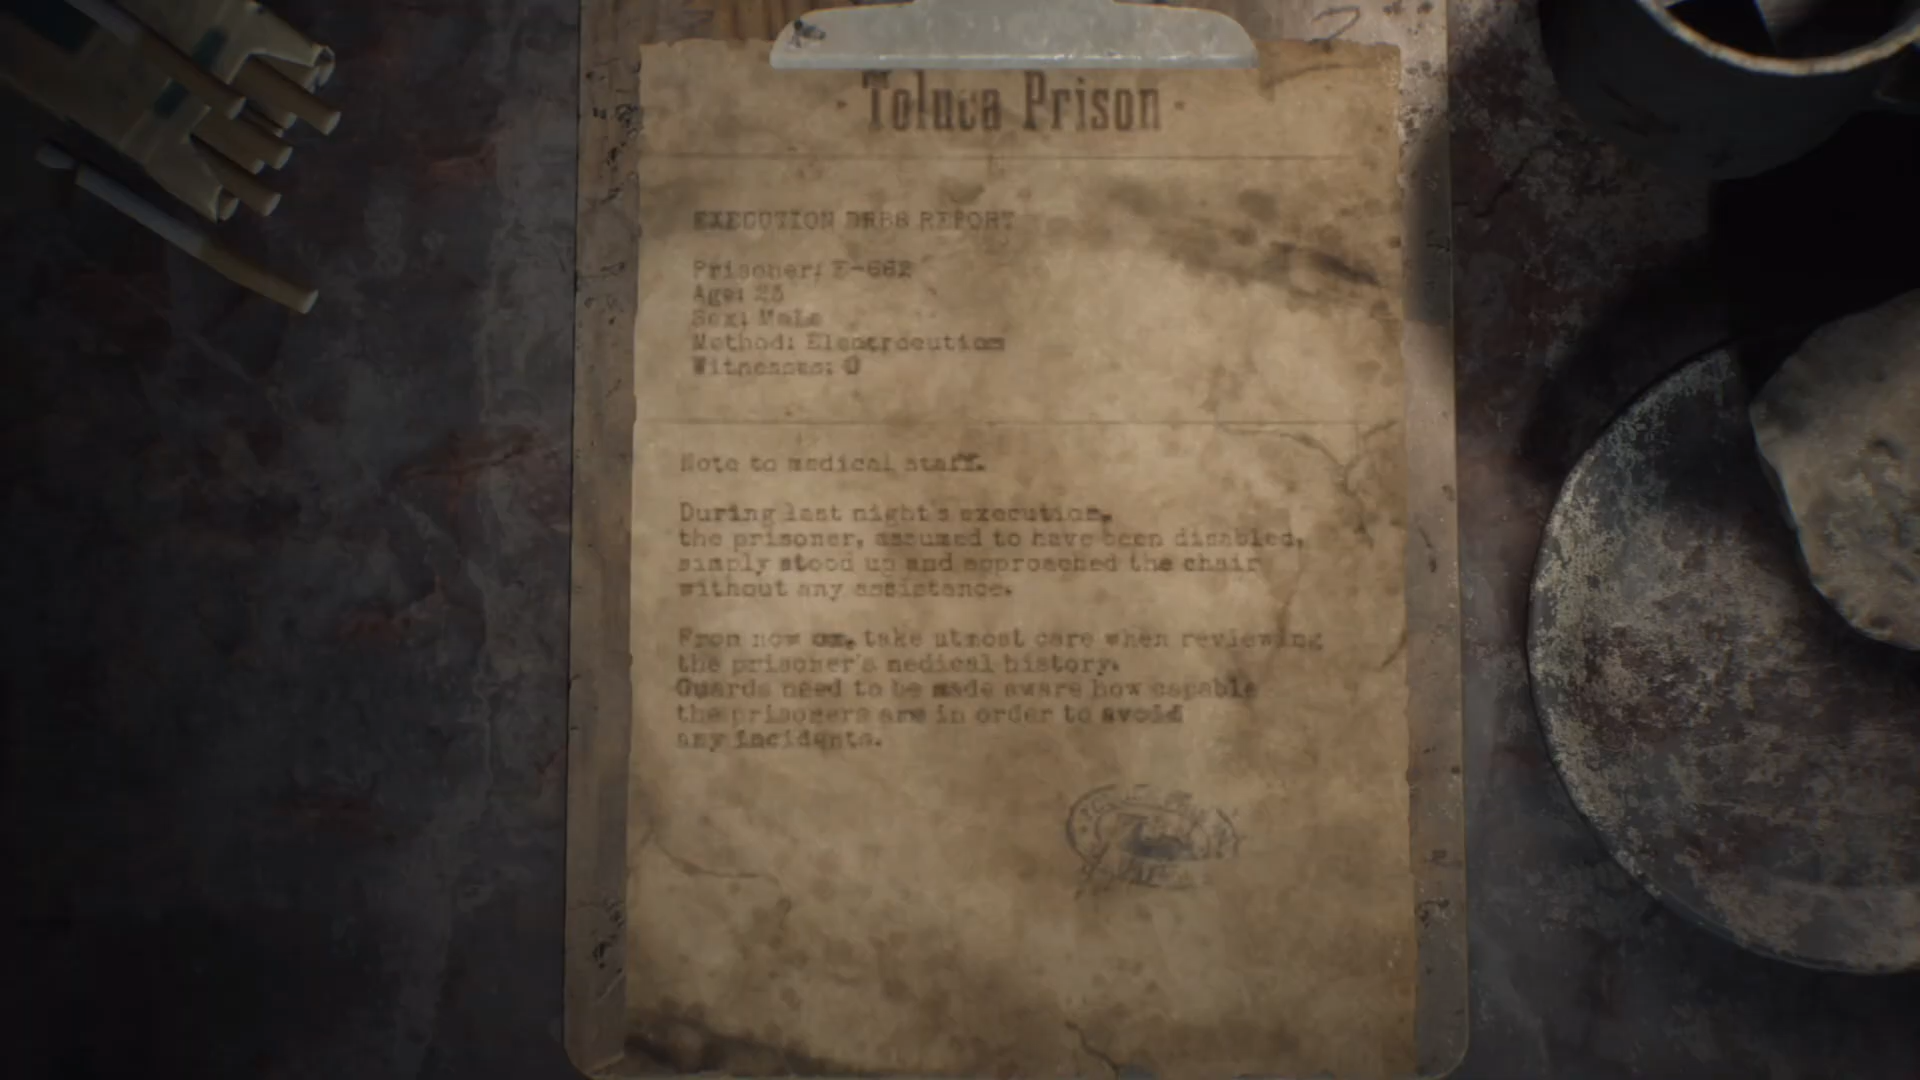 · Toluca Prison ·
EXECUTION REPORT
Prisoner: E-662
Age: 23
Sex: Male
Method: Electrocution
Witnesses: 0
Note to medical staff.
During last night's execution,
the prisoner, assumed to have been disabled,
simply stood up and approached the chair
without any assistance.
From now on, take utmost care when reviewing
the prisoner's medical history.
Guards need to be made aware how capable
the prisoners are in order to avoid
any incidents.